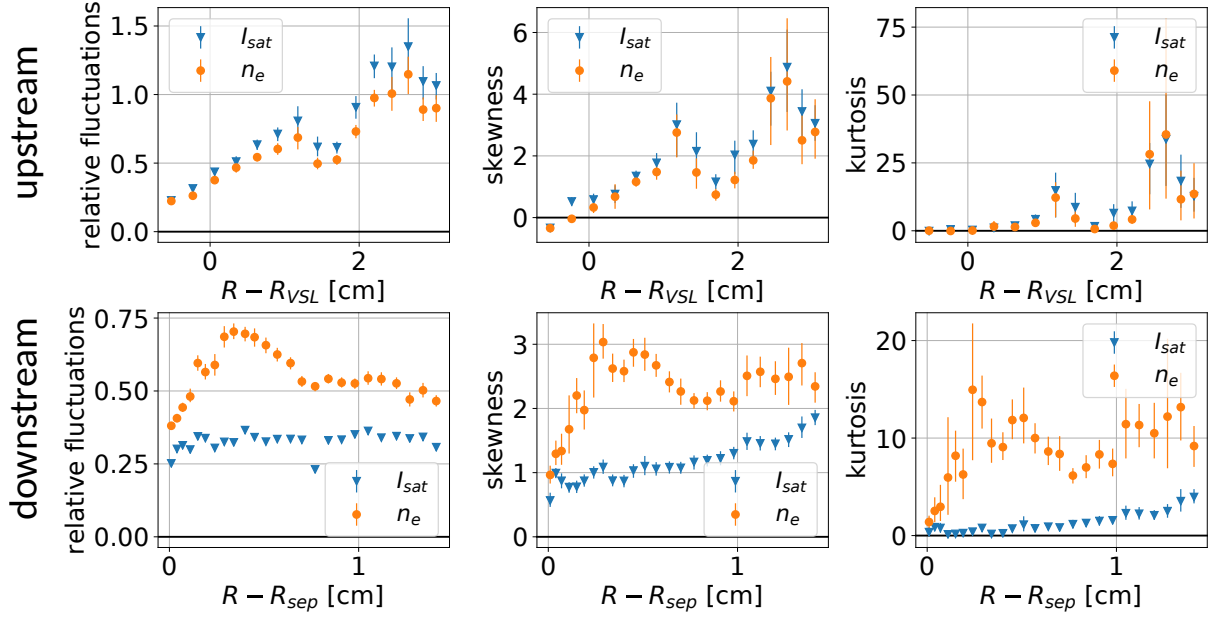 upstream
relative fluctuations
1.5
1.0
0.5
0.0
I_sat
n_e
0
2
R − R_VSL [cm]
skewness
6
4
2
0
I_sat
n_e
0
2
R − R_VSL [cm]
kurtosis
75
50
25
0
I_sat
n_e
0
2
R − R_VSL [cm]
downstream
relative fluctuations
0.75
0.50
0.25
0.00
I_sat
n_e
0
1
R − R_sep [cm]
skewness
3
2
1
0
I_sat
n_e
0
1
R − R_sep [cm]
kurtosis
20
10
0
I_sat
n_e
0
1
R − R_sep [cm]